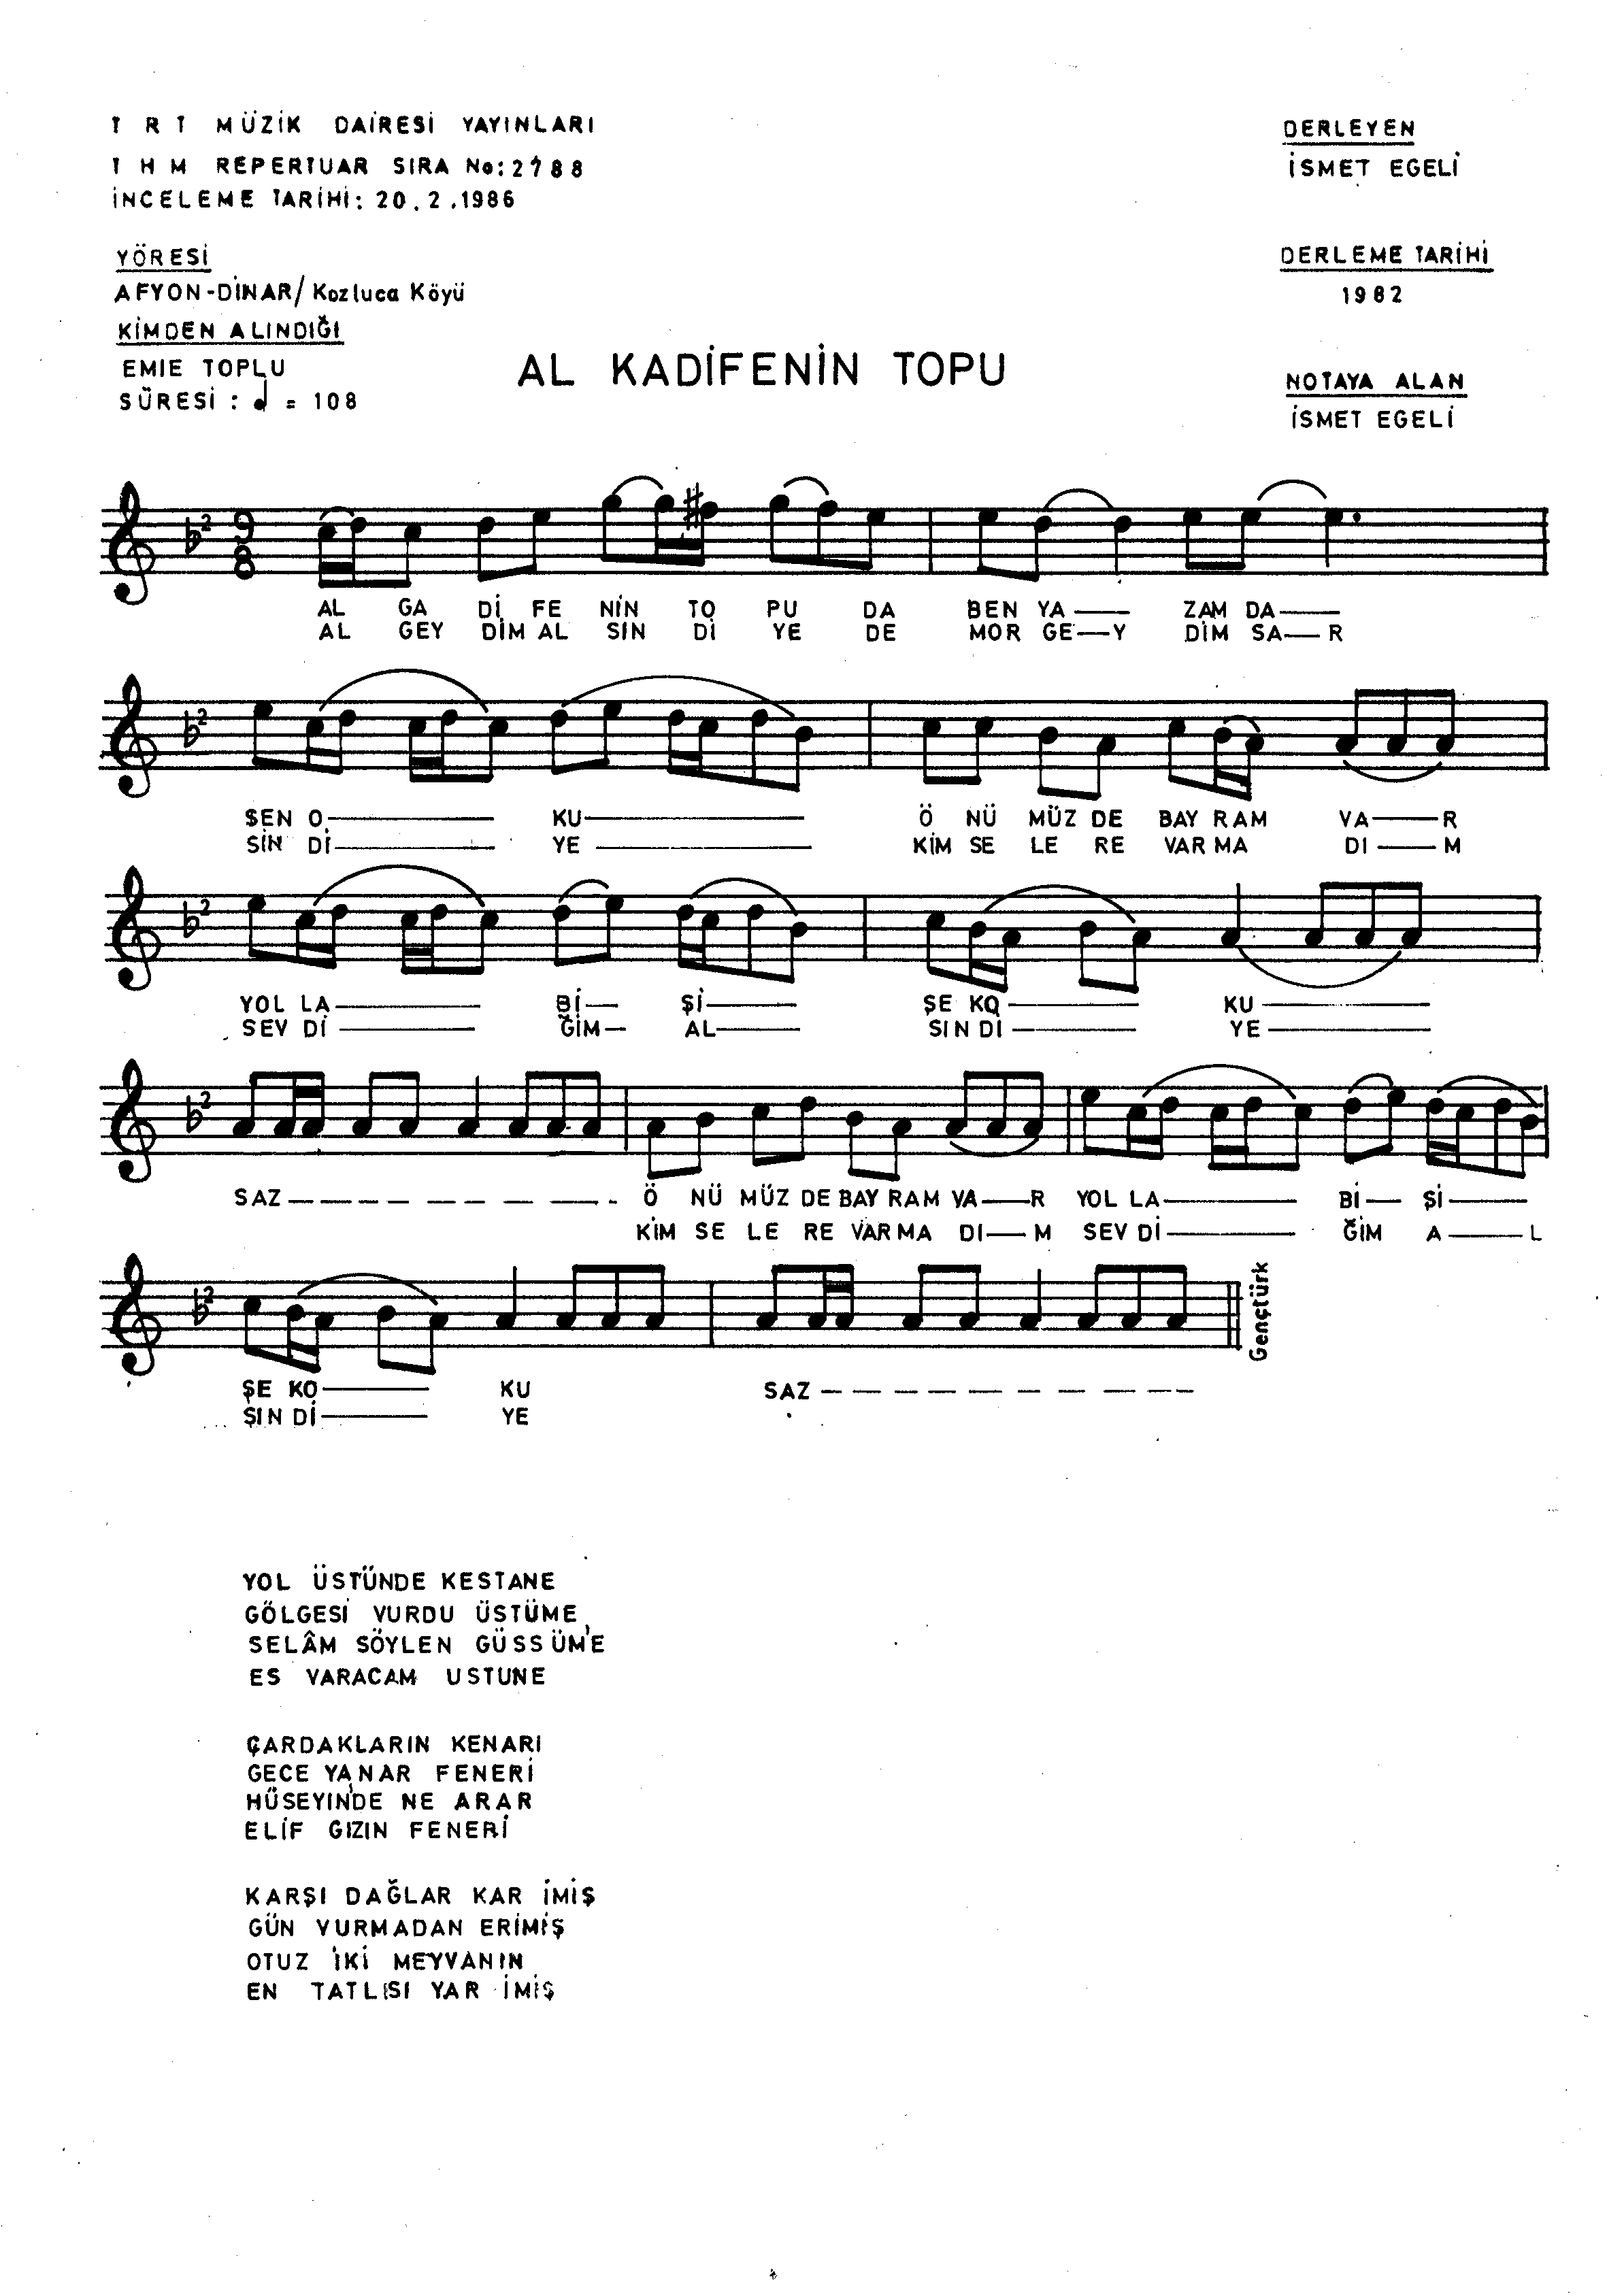 T R T MÜZİK DAİRESİ YAYINLARI
T H M REPERTUAR SIRA No: 2788
İNCELEME TARİHİ: 20.2.1986
DERLEYEN
İSMET EGELİ
YÖRESİ
AFYON-DİNAR/Kozluca Köyü
KİMDEN ALINDIĞI
EMIE TOPLU
SÜRESİ : ♩ = 108
DERLEME TARİHİ
1982
AL KADİFENİN TOPU
NOTAYA ALAN
İSMET EGELİ
AL GA Dİ FE NİN TO PU DA BEN YA — ZAM DA —
AL GEY DİM AL SIN DI YE DE MOR GE — Y DİM SA — R
SEN O — KU — Ö NÜ MÜZ DE BAY RAM VA — R
SİN Dİ — YE — KİM SE LE RE VAR MA DI — M
YOL LA — Bİ — Şİ — ŞE KO — KU —
SEV Dİ — ĞİM — AL — SIN DI — YE —
SAZ — — — — — — — — Ö NÜ MÜZ DE BAY RAM VA — R YOL LA — Bİ — Şİ —
KİM SE LE RE VAR MA DI — M SEV Dİ — ĞİM A — L
ŞE KO — KU SAZ — — — — — — — — —
ŞIN Dİ — YE
Gençtürk
YOL ÜSTÜNDE KESTANE
GÖLGESİ VURDU ÜSTÜME
SELÂM SÖYLEN GÜSSÜM'E
ES VARACAM USTUNE
ÇARDAKLARIN KENARI
GECE YANAR FENERİ
HÜSEYIN'DE NE ARAR
ELİF GIZIN FENERİ
KARŞI DAĞLAR KAR İMİŞ
GÜN VURMADAN ERİMİŞ
OTUZ İKİ MEYVANIN
EN TATLISI YAR İMİŞ